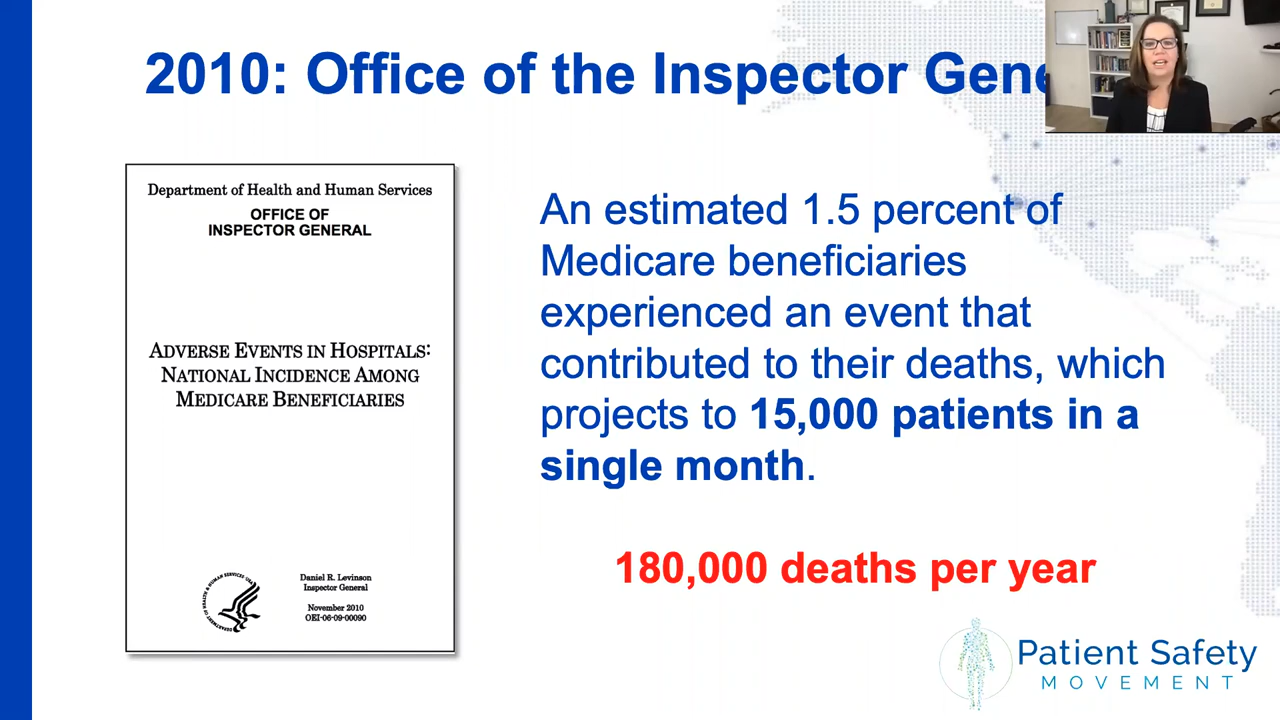 2010: Office of the Inspector Gene
Department of Health and Human Services
OFFICE OF
INSPECTOR GENERAL
ADVERSE EVENTS IN HOSPITALS:
NATIONAL INCIDENCE AMONG
MEDICARE BENEFICIARIES
Daniel R. Levinson
Inspector General
November 2010
OEI-06-09-00090
An estimated 1.5 percent of
Medicare beneficiaries
experienced an event that
contributed to their deaths, which
projects to 15,000 patients in a
single month.
180,000 deaths per year
Patient Safety
MOVEMENT